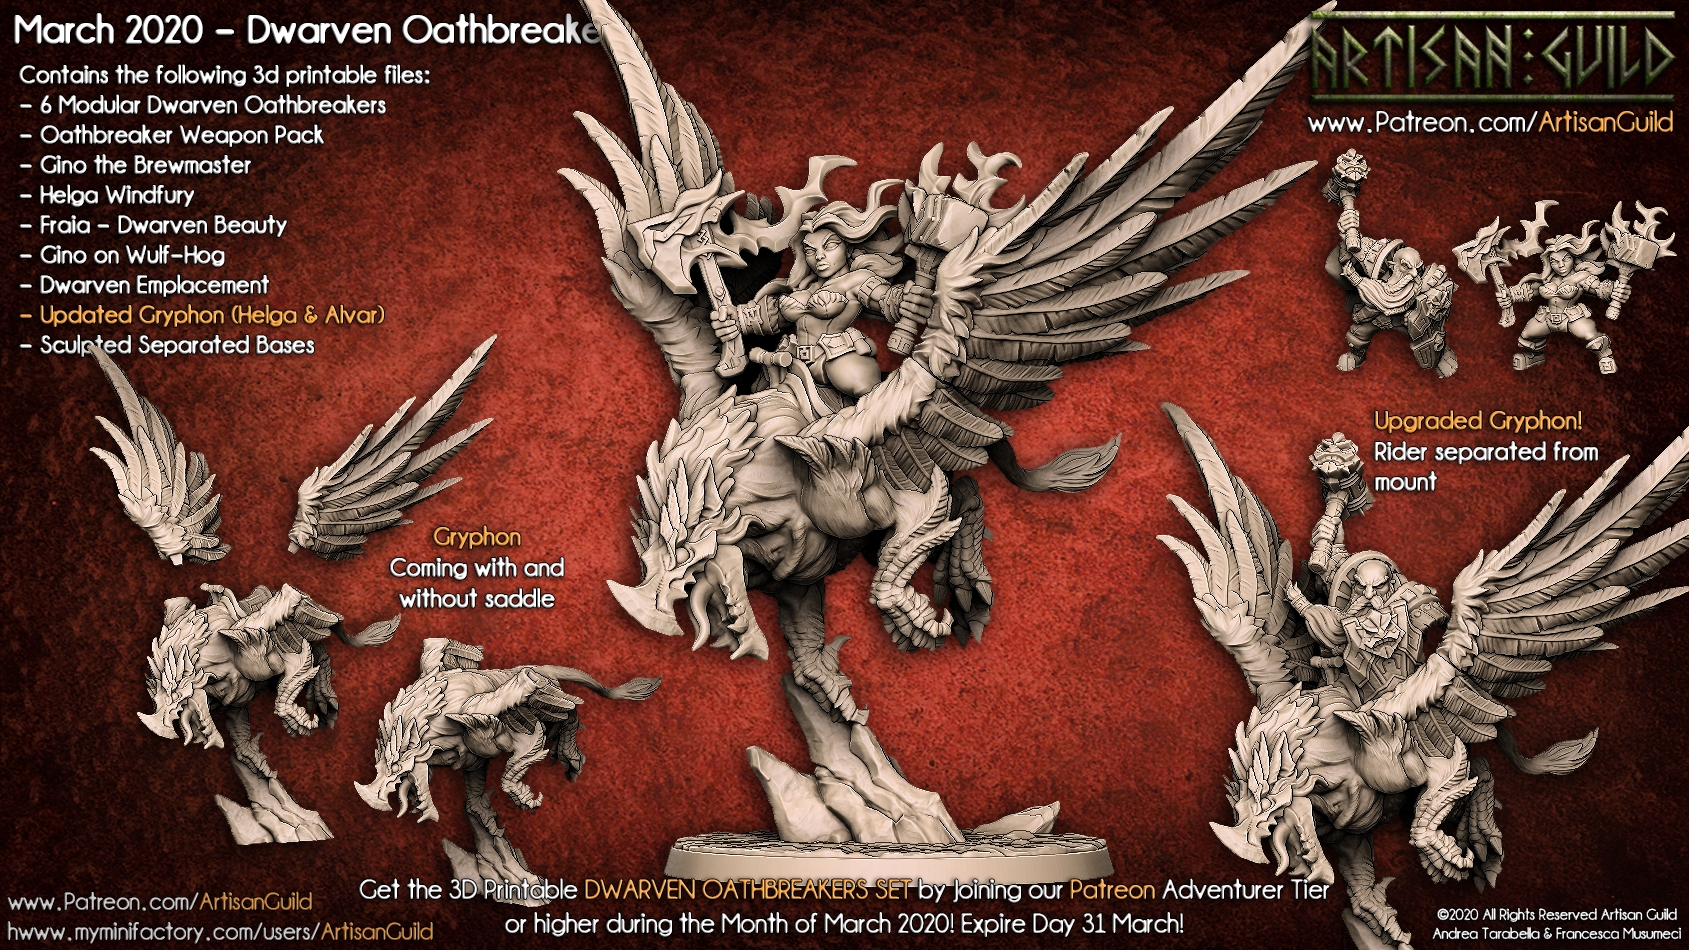 March 2020 - Dwarven Oathbreake
Contains the following 3d printable files:
- 6 Modular Dwarven Oathbreakers
- Oathbreaker Weapon Pack
- Gino the Brewmaster
- Helga Windfury
- Fraia - Dwarven Beauty
- Gino on Wulf-Hog
- Dwarven Emplacement
- Updated Gryphon (Helga & Alvar)
- Sculpted Separated Bases
ARTISAN:GUILD
www.Patreon.com/ArtisanGuild
Upgraded Gryphon!
Rider separated from
mount
Gryphon
Coming with and
without saddle
Get the 3D Printable DWARVEN OATHBREAKERS SET by joining our Patreon Adventurer Tier
or higher during the Month of March 2020! Expire Day 31 March!
www.Patreon.com/ArtisanGuild
hwww.myminifactory.com/users/ArtisanGuild
©2020 All Rights Reserved Artisan Guild
Andrea Tarabella & Francesca Musumeci